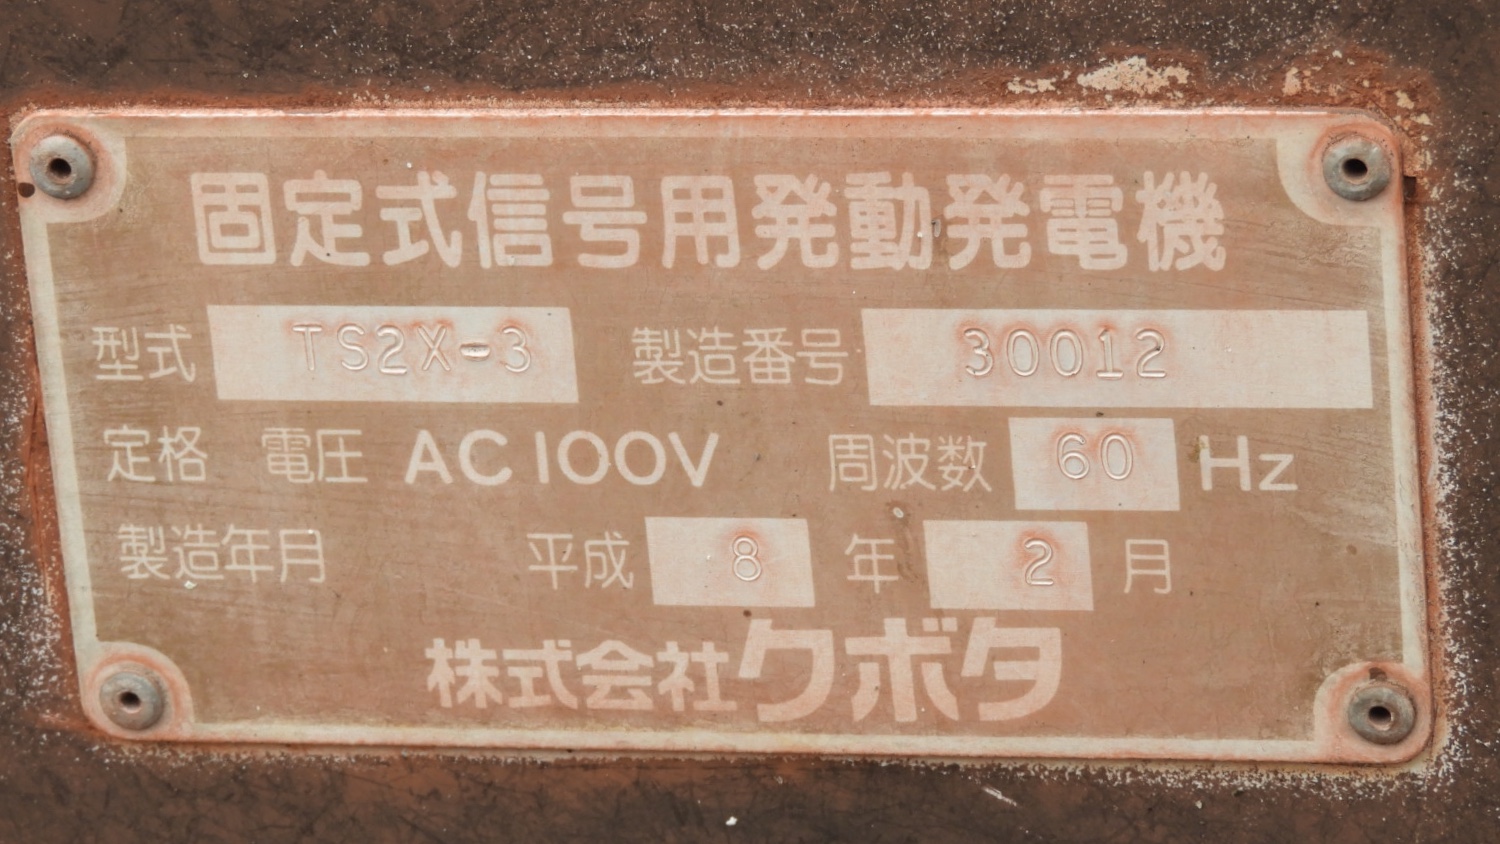 固定式信号用発動発電機
型式 TS2X-3 製造番号 30012
定格 電圧 AC100V 周波数 60 Hz
製造年月 平成 8 年 2 月
株式会社クボタ